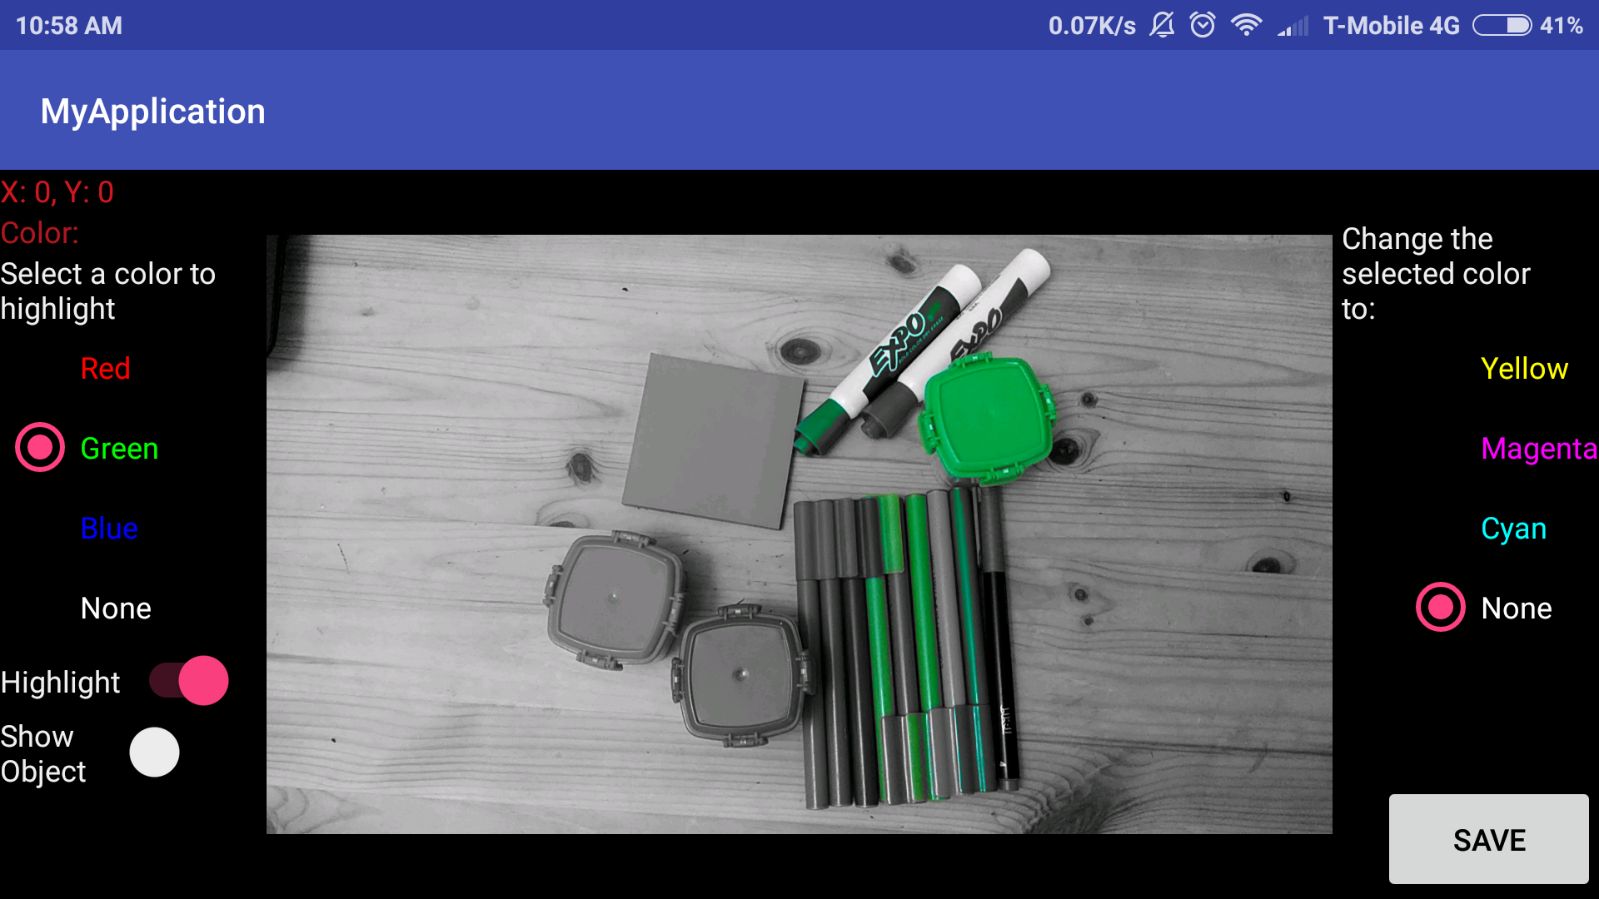 10:58 AM
0.07K/s
T-Mobile 4G
41%
MyApplication
X: 0, Y: 0
Color:
Select a color to
highlight
Red
Green
Blue
None
Highlight
Show
Object
EXPO
EXPO
Change the
selected color
to:
Yellow
Magenta
Cyan
None
SAVE